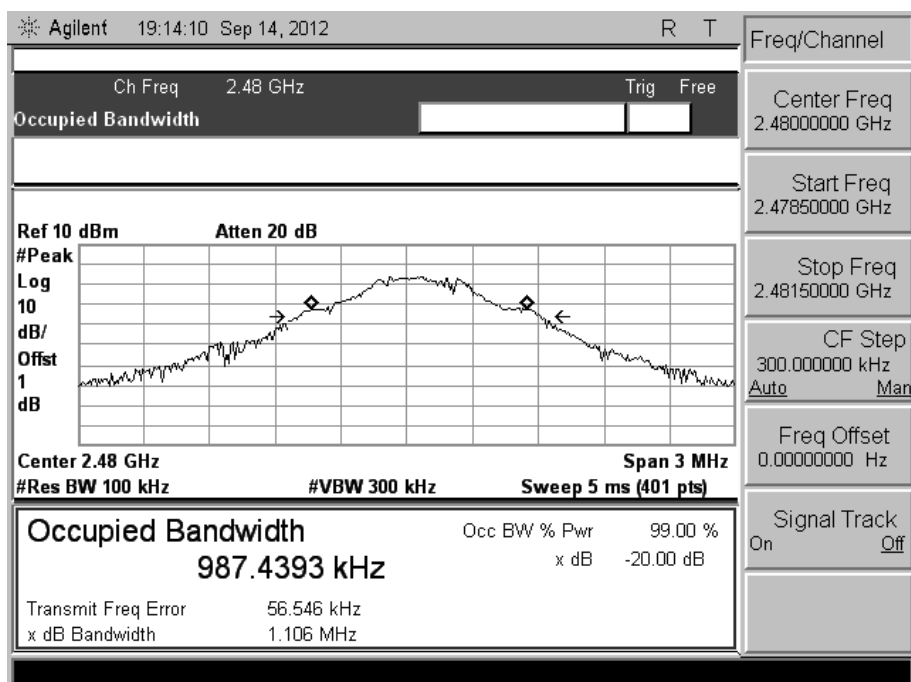 Agilent 19:14:10 Sep 14, 2012 R T
Ch Freq 2.48 GHz Trig Free
Occupied Bandwidth
Ref 10 dBm Atten 20 dB
#Peak
Log
10
dB/
Offst
1
dB
Center 2.48 GHz Span 3 MHz
#Res BW 100 kHz #VBW 300 kHz Sweep 5 ms (401 pts)
Occupied Bandwidth Occ BW % Pwr 99.00 %
987.4393 kHz x dB -20.00 dB
Transmit Freq Error 56.546 kHz
x dB Bandwidth 1.106 MHz
Freq/Channel
Center Freq
2.48000000 GHz
Start Freq
2.47850000 GHz
Stop Freq
2.48150000 GHz
CF Step
300.000000 kHz
Auto Man
Freq Offset
0.00000000 Hz
Signal Track
On Off